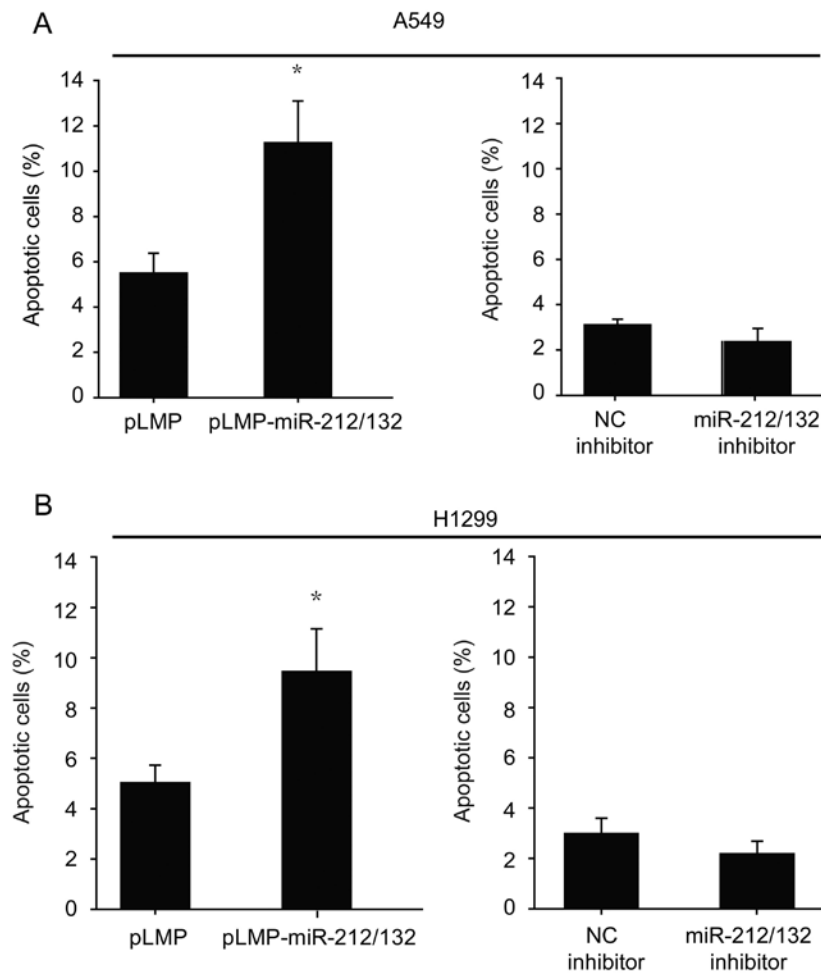 A
A549
*
14
12
10
8
6
4
2
0
Apoptotic cells (%)
pLMP
pLMP-miR-212/132
14
12
10
8
6
4
2
0
Apoptotic cells (%)
NC
inhibitor
miR-212/132
inhibitor
B
H1299
*
14
12
10
8
6
4
2
0
Apoptotic cells (%)
pLMP
pLMP-miR-212/132
14
12
10
8
6
4
2
0
Apoptotic cells (%)
NC
inhibitor
miR-212/132
inhibitor